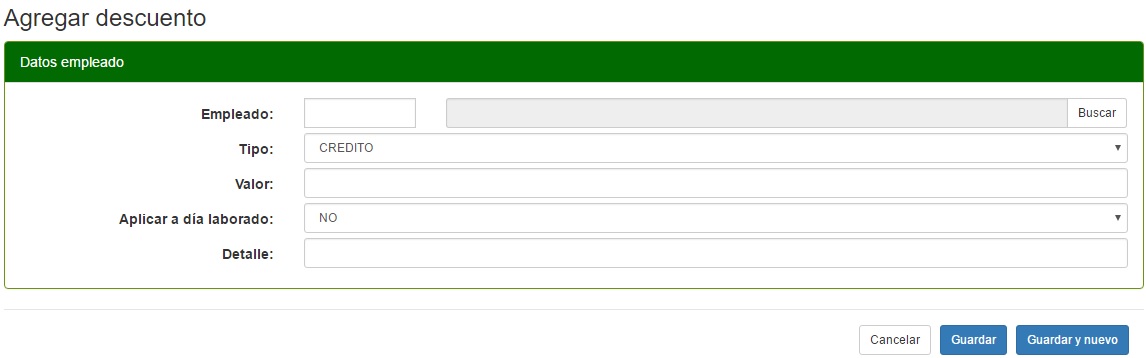 Agregar descuento
Datos empleado
Empleado: Buscar
Tipo: CREDITO
Valor:
Aplicar a día laborado: NO
Detalle:
Cancelar Guardar Guardar y nuevo